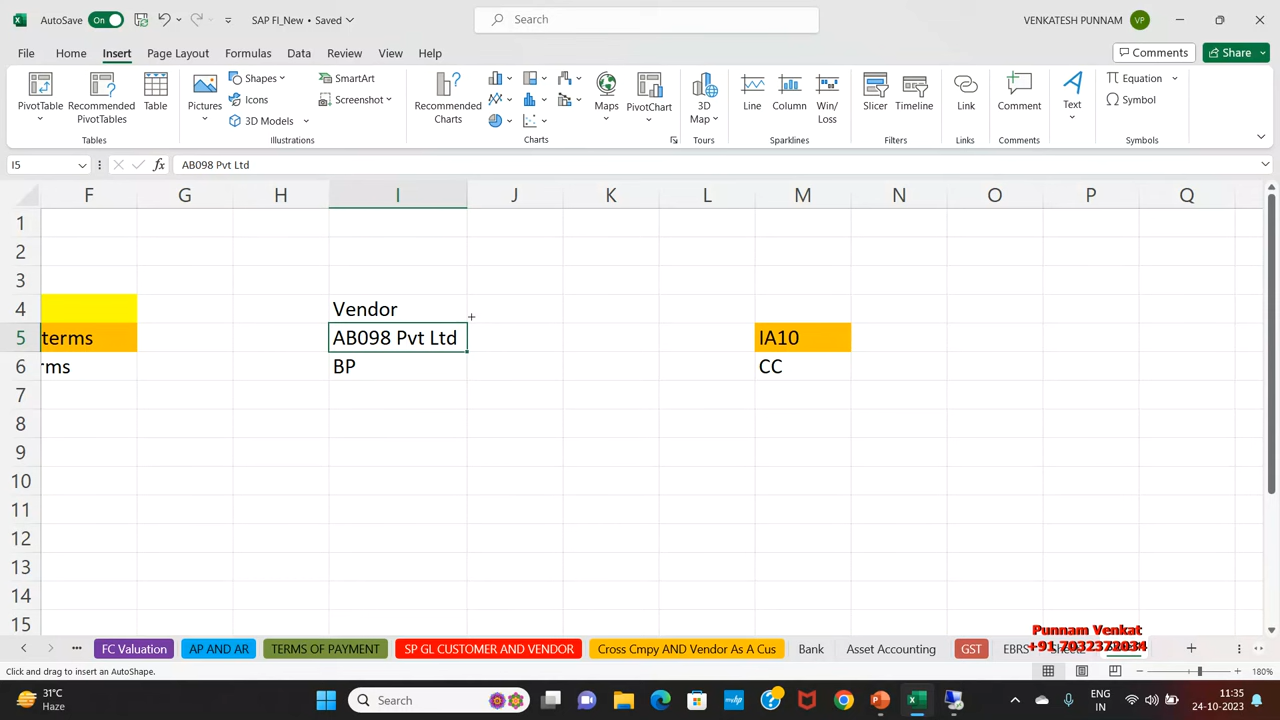 AutoSave On SAP FI_New • Saved Search VENKATESH PUNNAM VP
File Home Insert Page Layout Formulas Data Review View Help Comments Share
PivotTable Recommended PivotTables Table Pictures Shapes Icons 3D Models SmartArt Screenshot Recommended Charts Maps PivotChart 3D Map Line Column Win/Loss Slicer Timeline Link Comment Text Equation Symbol
Tables Illustrations Charts Tours Sparklines Filters Links Comments Symbols
I5 fx AB098 Pvt Ltd
F G H I J K L M N O P Q
1
2
3
4 Vendor
5 terms AB098 Pvt Ltd IA10
6 rms BP CC
7
8
9
10
11
12
13
14
15
Punnam Venkat
+91 7032372034
FC Valuation AP AND AR TERMS OF PAYMENT SP GL CUSTOMER AND VENDOR Cross Cmpy AND Vendor As A Cus Bank Asset Accounting GST EBRS
Click and drag to insert an AutoShape. 180%
31°C
Haze
Search
ENG
IN
11:35
24-10-2023